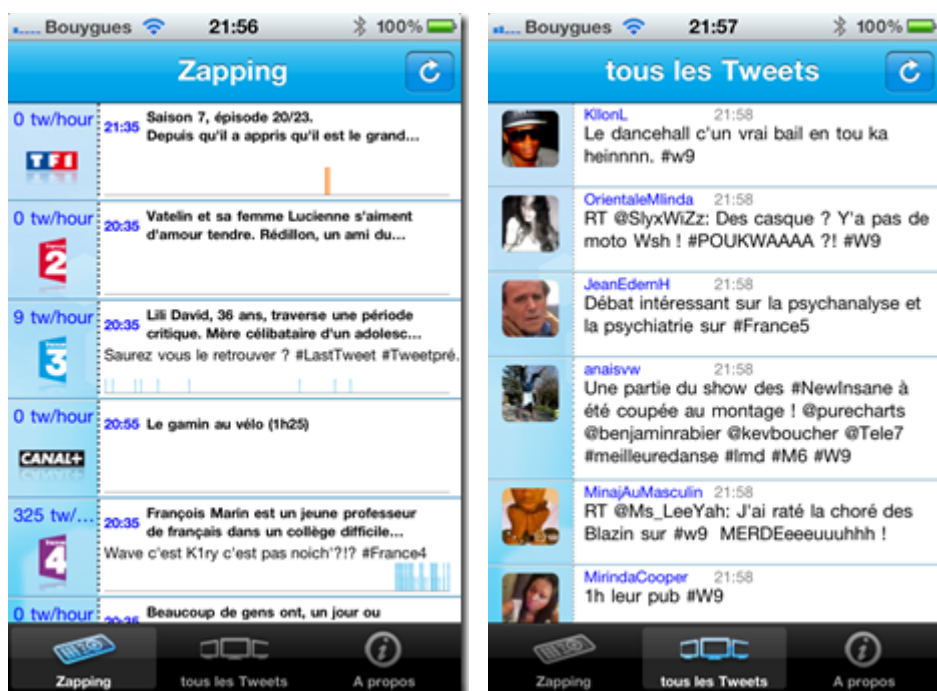 Bouygues 21:56 100%
Zapping
0 tw/hour
TF1
21:35 Saison 7, épisode 20/23.
Depuis qu'il a appris qu'il est le grand...
0 tw/hour
2
20:35 Vatelin et sa femme Lucienne s'aiment
d'amour tendre. Rédillon, un ami du...
9 tw/hour
3
20:35 Lili David, 36 ans, traverse une période
critique. Mère célibataire d'un adolesc...
Saurez vous le retrouver ? #LastTweet #Tweetpré.
0 tw/hour
CANAL+
20:55 Le gamin au vélo (1h25)
325 tw/...
4
20:35 François Marin est un jeune professeur
de français dans un collège difficile...
Wave c'est K1ry c'est pas noich'?!? #France4
0 tw/hour
20:35 Beaucoup de gens ont, un jour ou
Zapping
tous les Tweets
A propos
Bouygues 21:57 100%
tous les Tweets
KllonL 21:58
Le dancehall c'un vrai bail en tou ka
heinnnn. #w9
OrientaleMlinda 21:58
RT @SlyxWiZz: Des casque ? Y'a pas de
moto Wsh ! #POUKWAAAA ?! #W9
JeanEdernH 21:58
Débat intéressant sur la psychanalyse et
la psychiatrie sur #France5
anaisvw 21:58
Une partie du show des #NewInsane à
été coupée au montage ! @purecharts
@benjaminrabier @kevboucher @Tele7
#meilleuredanse #lmd #M6 #W9
MinajAuMasculin 21:58
RT @Ms_LeeYah: J'ai raté la choré des
Blazin sur #w9 MERDEeeeuuuhhh !
MirindaCooper 21:58
1h leur pub #W9
Zapping
tous les Tweets
A propos